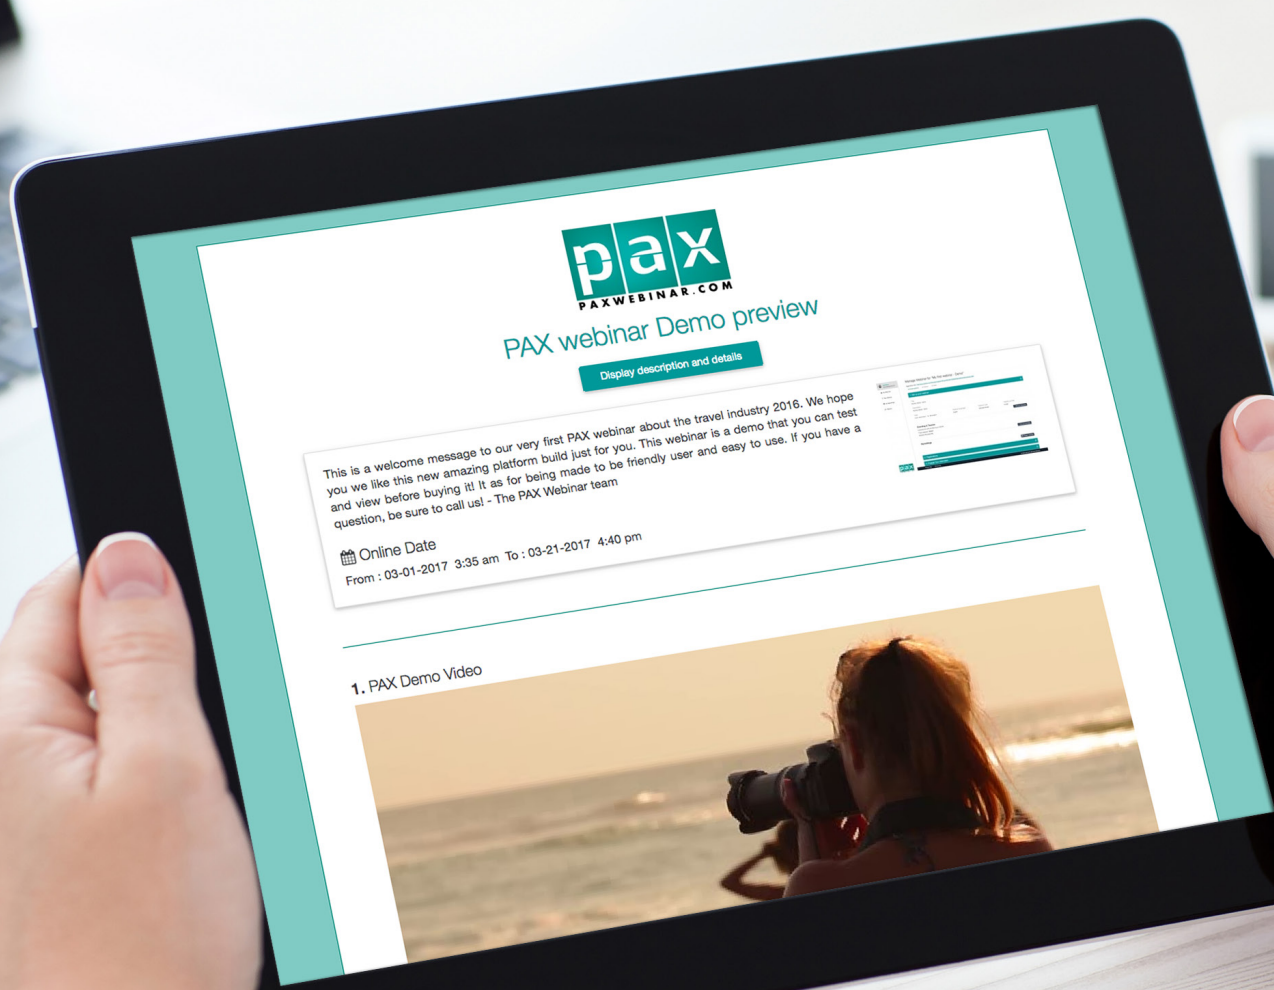 pax
PAXWEBINAR.COM
PAX webinar Demo preview
Display description and details
This is a welcome message to our very first PAX webinar about the travel industry 2016. We hope
you we like this new amazing platform build just for you. This webinar is a demo that you can test
and view before buying it! It as for being made to be friendly user and easy to use. If you have a
question, be sure to call us! - The PAX Webinar team
Online Date
From : 03-01-2017 3:35 am To : 03-21-2017 4:40 pm
1. PAX Demo Video